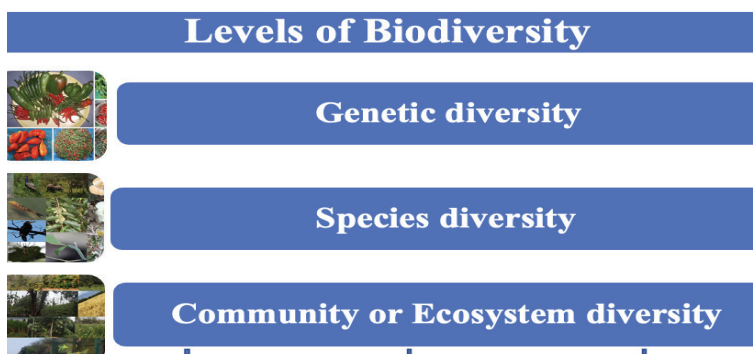 Levels of Biodiversity
Genetic diversity
Species diversity
Community or Ecosystem diversity